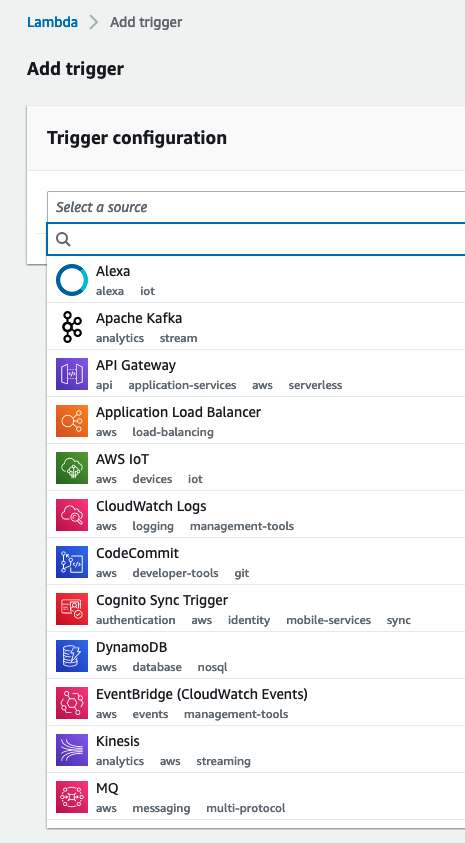 Lambda > Add trigger
Add trigger
Trigger configuration
Select a source
Alexa
alexa iot
Apache Kafka
analytics stream
API Gateway
api application-services aws serverless
Application Load Balancer
aws load-balancing
AWS IoT
aws devices iot
CloudWatch Logs
aws logging management-tools
CodeCommit
aws developer-tools git
Cognito Sync Trigger
authentication aws identity mobile-services sync
DynamoDB
aws database nosql
EventBridge (CloudWatch Events)
aws events management-tools
Kinesis
analytics aws streaming
MQ
aws messaging multi-protocol